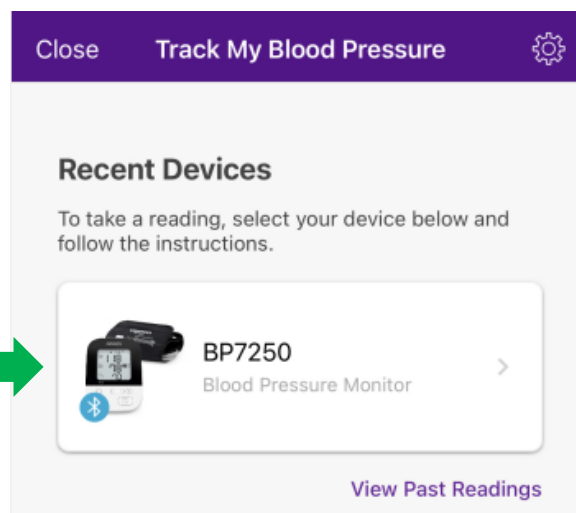 Close Track My Blood Pressure
Recent Devices
To take a reading, select your device below and
follow the instructions.
BP7250
Blood Pressure Monitor
View Past Readings